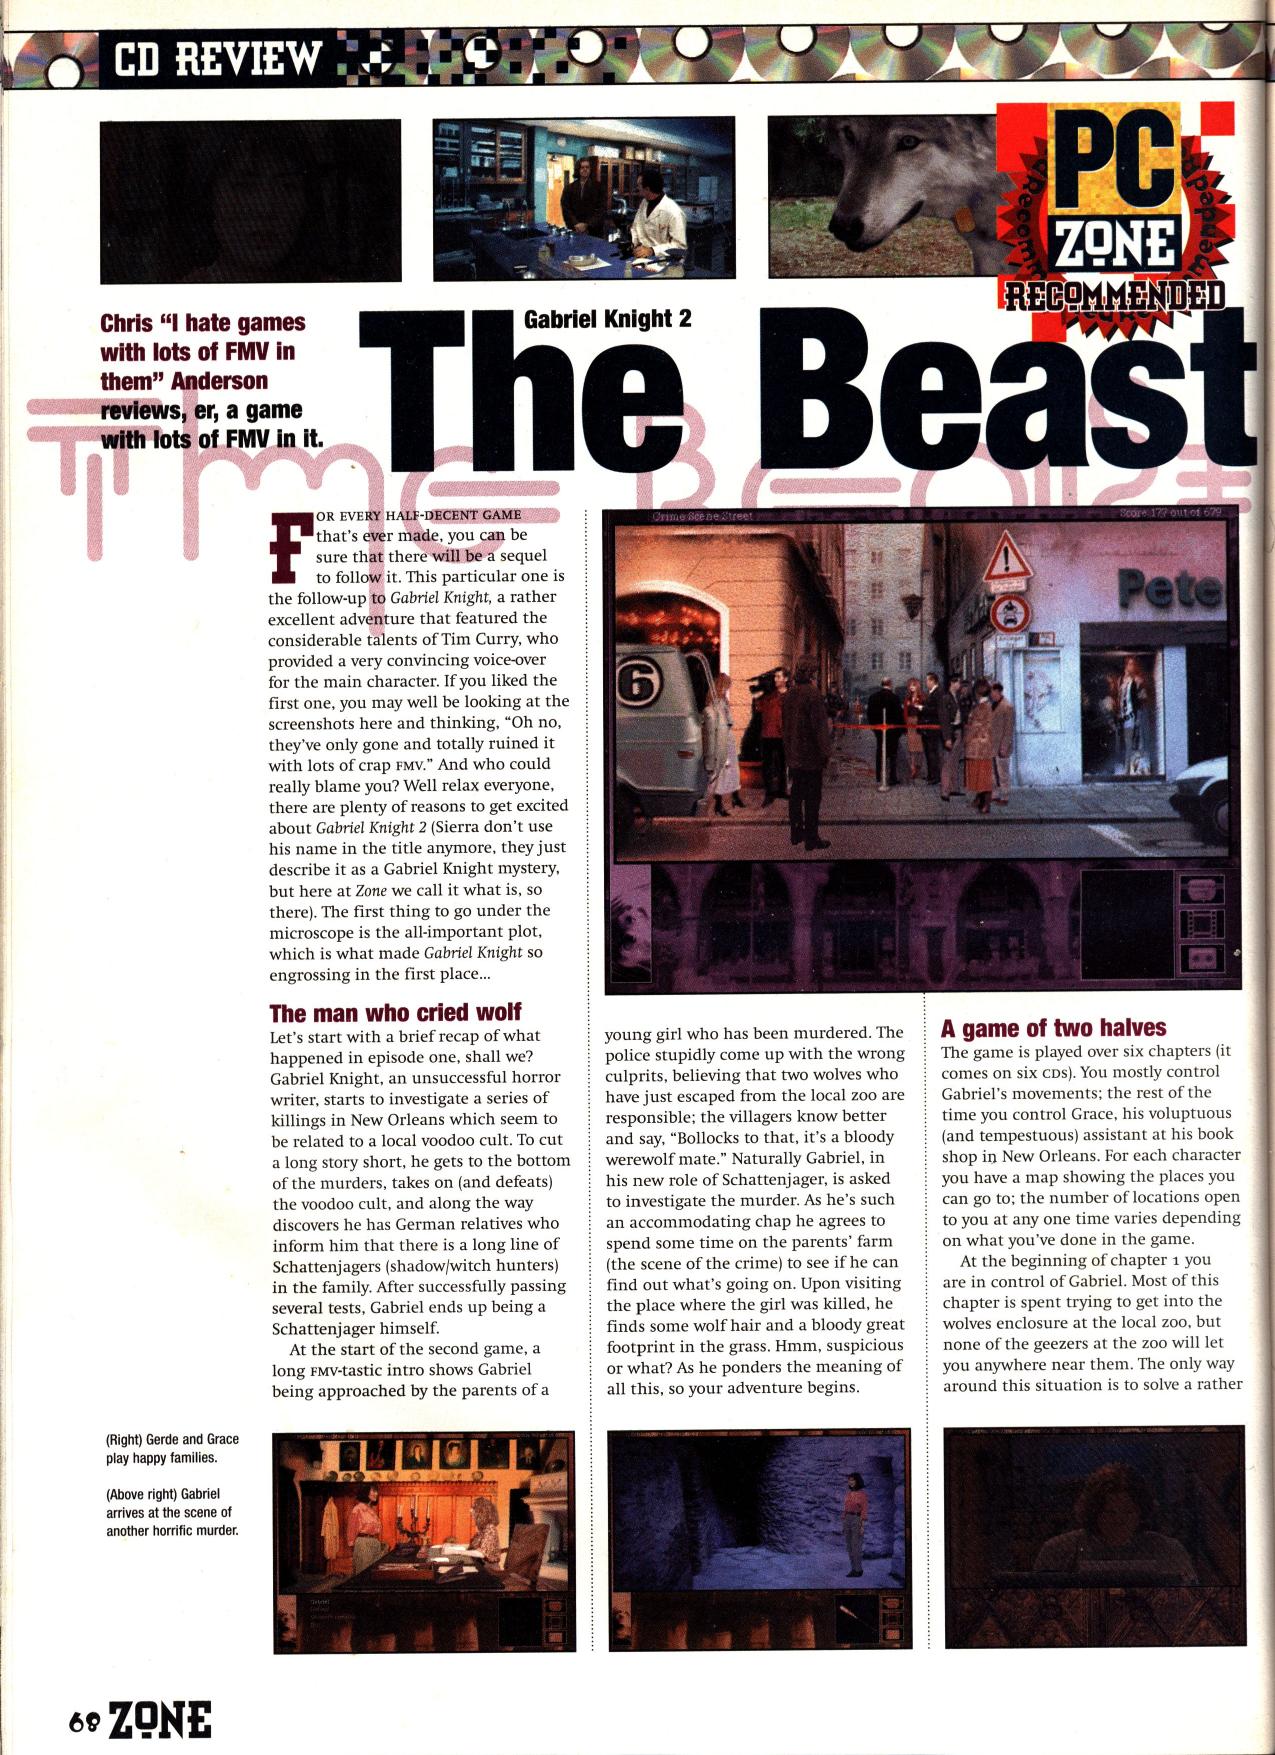 CD REVIEW
PC
ZONE
RECOMMENDED
Chris “I hate games
with lots of FMV in
them” Anderson
reviews, er, a game
with lots of FMV in it.
Gabriel Knight 2
The Beast
FOR EVERY HALF-DECENT GAME
that's ever made, you can be
sure that there will be a sequel
to follow it. This particular one is
the follow-up to Gabriel Knight, a rather
excellent adventure that featured the
considerable talents of Tim Curry, who
provided a very convincing voice-over
for the main character. If you liked the
first one, you may well be looking at the
screenshots here and thinking, “Oh no,
they've only gone and totally ruined it
with lots of crap FMV.” And who could
really blame you? Well relax everyone,
there are plenty of reasons to get excited
about Gabriel Knight 2 (Sierra don't use
his name in the title anymore, they just
describe it as a Gabriel Knight mystery,
but here at Zone we call it what is, so
there). The first thing to go under the
microscope is the all-important plot,
which is what made Gabriel Knight so
engrossing in the first place...
The man who cried wolf
Let's start with a brief recap of what
happened in episode one, shall we?
Gabriel Knight, an unsuccessful horror
writer, starts to investigate a series of
killings in New Orleans which seem to
be related to a local voodoo cult. To cut
a long story short, he gets to the bottom
of the murders, takes on (and defeats)
the voodoo cult, and along the way
discovers he has German relatives who
inform him that there is a long line of
Schattenjagers (shadow/witch hunters)
in the family. After successfully passing
several tests, Gabriel ends up being a
Schattenjager himself.
At the start of the second game, a
long FMV-tastic intro shows Gabriel
being approached by the parents of a
Crime Scene Street
Score 177 out of 679
6
Pete
young girl who has been murdered. The
police stupidly come up with the wrong
culprits, believing that two wolves who
have just escaped from the local zoo are
responsible; the villagers know better
and say, “Bollocks to that, it's a bloody
werewolf mate.” Naturally Gabriel, in
his new role of Schattenjager, is asked
to investigate the murder. As he's such
an accommodating chap he agrees to
spend some time on the parents' farm
(the scene of the crime) to see if he can
find out what's going on. Upon visiting
the place where the girl was killed, he
finds some wolf hair and a bloody great
footprint in the grass. Hmm, suspicious
or what? As he ponders the meaning of
all this, so your adventure begins.
A game of two halves
The game is played over six chapters (it
comes on six CDs). You mostly control
Gabriel's movements; the rest of the
time you control Grace, his voluptuous
(and tempestuous) assistant at his book
shop in New Orleans. For each character
you have a map showing the places you
can go to; the number of locations open
to you at any one time varies depending
on what you've done in the game.
At the beginning of chapter 1 you
are in control of Gabriel. Most of this
chapter is spent trying to get into the
wolves enclosure at the local zoo, but
none of the geezers at the zoo will let
you anywhere near them. The only way
around this situation is to solve a rather
(Right) Gerde and Grace
play happy families.
(Above right) Gabriel
arrives at the scene of
another horrific murder.
68 ZONE